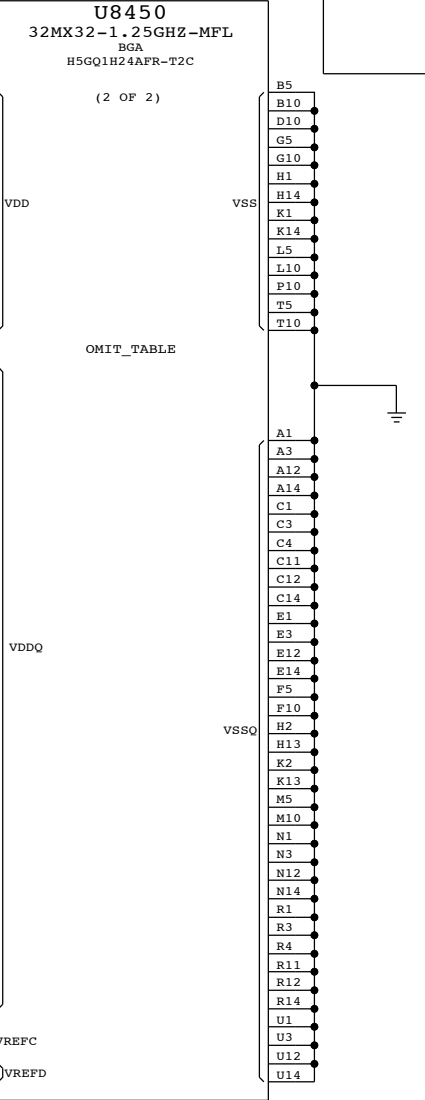 U8450
32MX32-1.25GHZ-MFL
BGA
H5GQ1H24AFR-T2C
(2 OF 2)
B5
B10
D10
G5
G10
H1
H14
VDD
VSS
K1
K14
L5
L10
P10
T5
T10
OMIT_TABLE
A1
A3
A12
A14
C1
C3
C4
C11
C12
C14
E1
E3
VDDQ
E12
E14
F5
F10
H2
VSSQ
H13
K2
K13
M5
M10
N1
N3
N12
N14
R1
R3
R4
R11
R12
R14
U1
VREFC
U3
U12
VREFD
U14